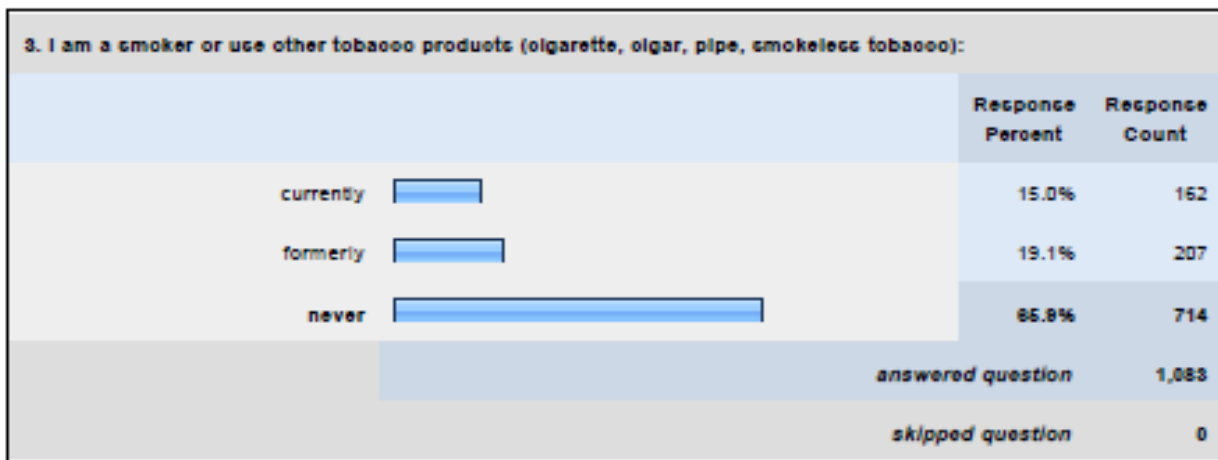 3. I am a smoker or use other tobacco products (cigarette, cigar, pipe, smokeless tobacco):
Response Percent Response Count
currently 15.0% 162
formerly 19.1% 207
never 65.9% 714
answered question 1,083
skipped question 0